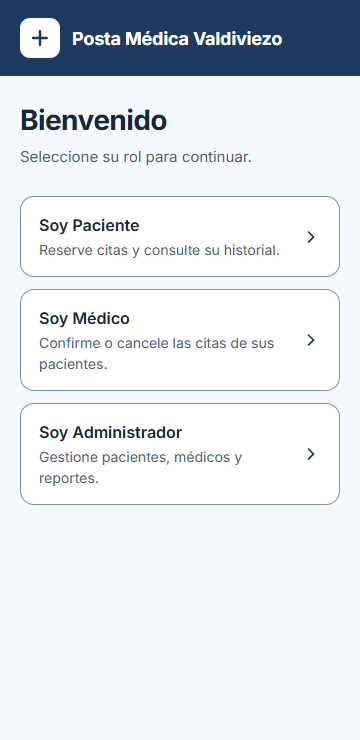 Posta Médica Valdiviezo
Bienvenido
Seleccione su rol para continuar.
Soy Paciente
Reserve citas y consulte su historial.
Soy Médico
Confirme o cancele las citas de sus
pacientes.
Soy Administrador
Gestione pacientes, médicos y
reportes.